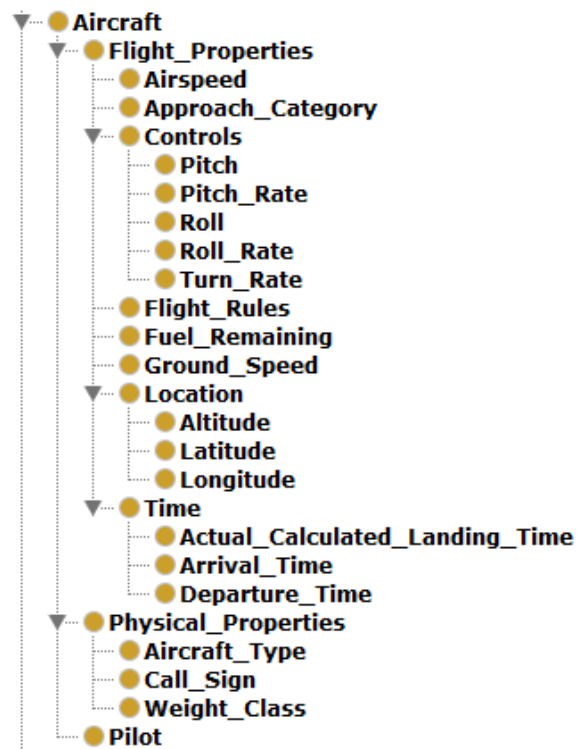 Aircraft
Flight_Properties
Airspeed
Approach_Category
Controls
Pitch
Pitch_Rate
Roll
Roll_Rate
Turn_Rate
Flight_Rules
Fuel_Remaining
Ground_Speed
Location
Altitude
Latitude
Longitude
Time
Actual_Calculated_Landing_Time
Arrival_Time
Departure_Time
Physical_Properties
Aircraft_Type
Call_Sign
Weight_Class
Pilot